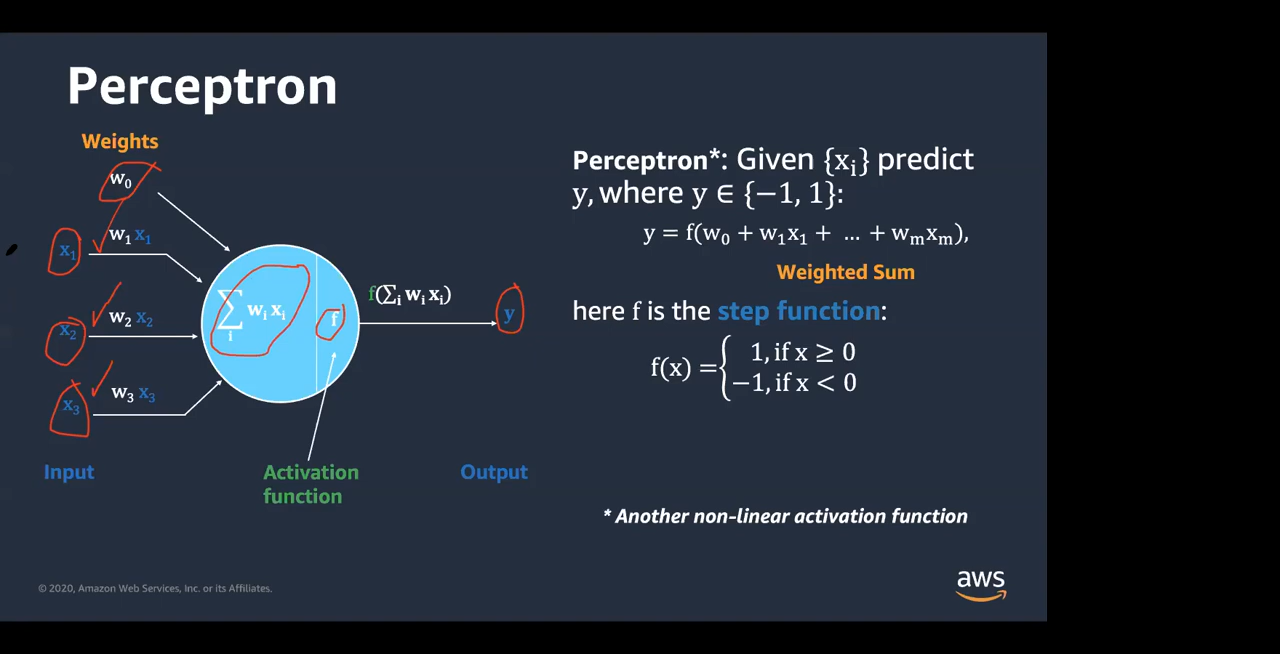 Perceptron
Weights
w₀
x₁
w₁ x₁
x₂
w₂ x₂
x₃
w₃ x₃
∑ᵢ wᵢ xᵢ
f
f(∑ᵢ wᵢ xᵢ)
y
Input
Activation
function
Output
Perceptron*: Given {xᵢ} predict
y, where y ∈ {−1, 1}:
y = f(w₀ + w₁x₁ + … + wₘxₘ),
Weighted Sum
here f is the step function:
f(x) = { 1, if x ≥ 0
−1, if x < 0
* Another non-linear activation function
© 2020, Amazon Web Services, Inc. or its Affiliates.
aws